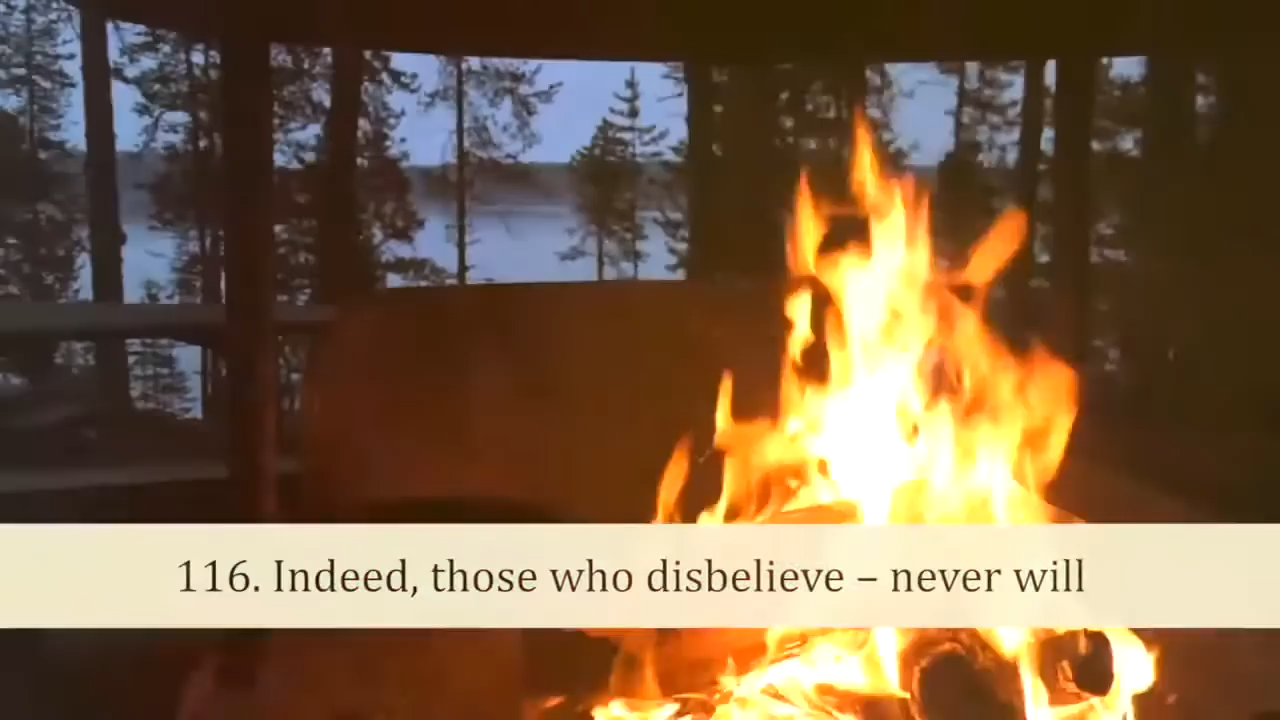 116. Indeed, those who disbelieve – never will